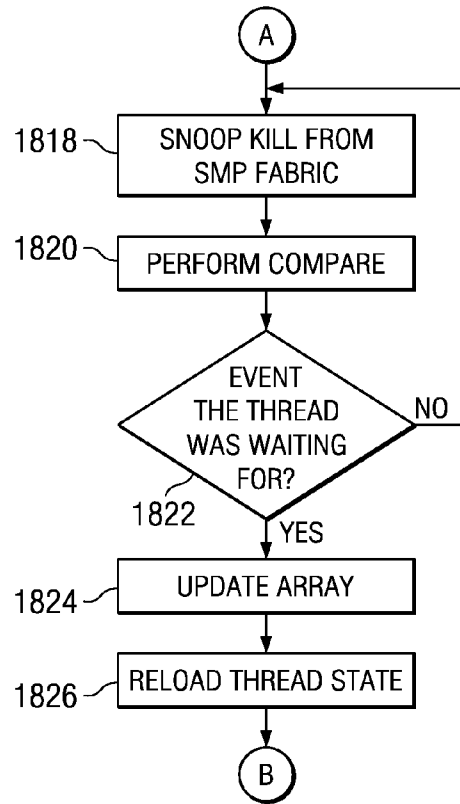 A
1818
SNOOP KILL FROM
SMP FABRIC
1820
PERFORM COMPARE
EVENT
THE THREAD
WAS WAITING
FOR?
NO
1822
YES
1824
UPDATE ARRAY
1826
RELOAD THREAD STATE
B